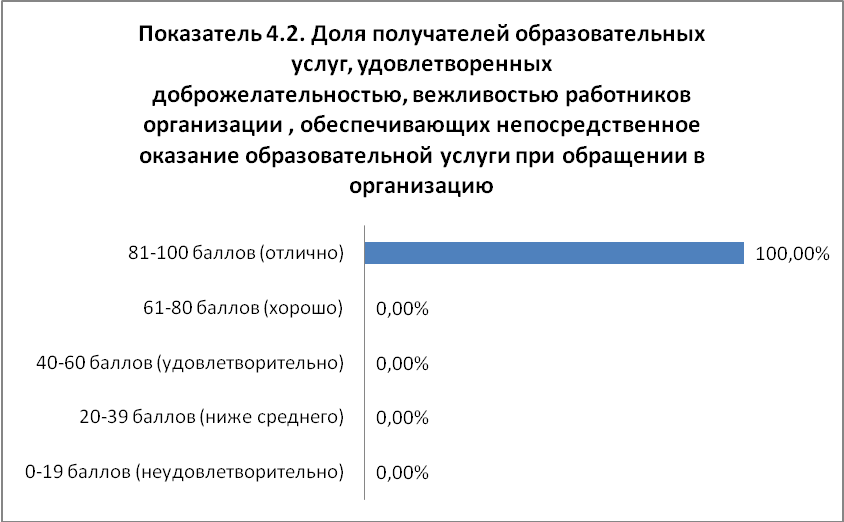 Показатель 4.2. Доля получателей образовательных
услуг, удовлетворенных
доброжелательностью, вежливостью работников
организации , обеспечивающих непосредственное
оказание образовательной услуги при обращении в
организацию
81-100 баллов (отлично) 100,00%
61-80 баллов (хорошо) 0,00%
40-60 баллов (удовлетворительно) 0,00%
20-39 баллов (ниже среднего) 0,00%
0-19 баллов (неудовлетворительно) 0,00%